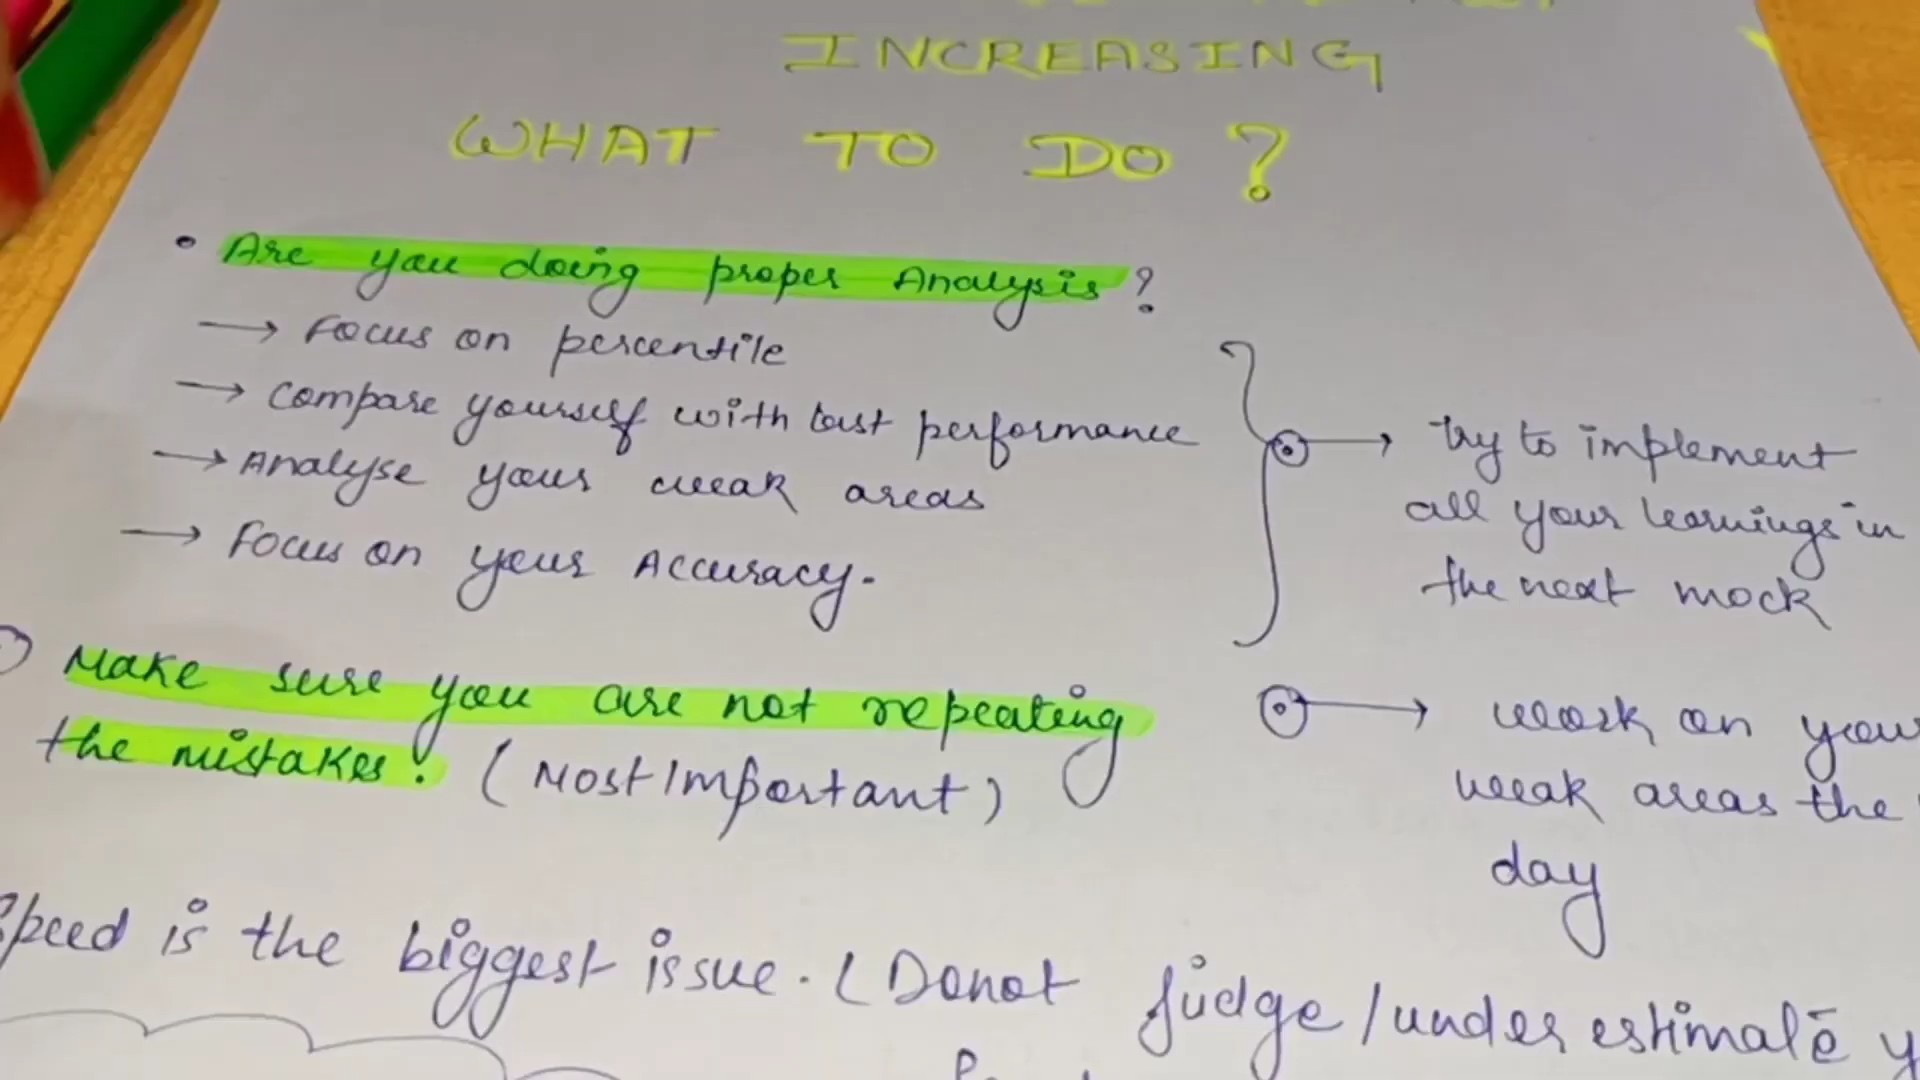 INCREASING
WHAT TO DO ?
• Are you doing proper Analysis ?
→ Focus on percentile
→ Compare yourself with last performance
→ Analyse your weak areas
→ Focus on your Accuracy.
try to implement
all your learnings in
the next mock
Make sure you are not repeating
the mistakes. (Most Important)
work on your
weak areas the
day
Speed is the biggest issue. (Donot judge/under estimate